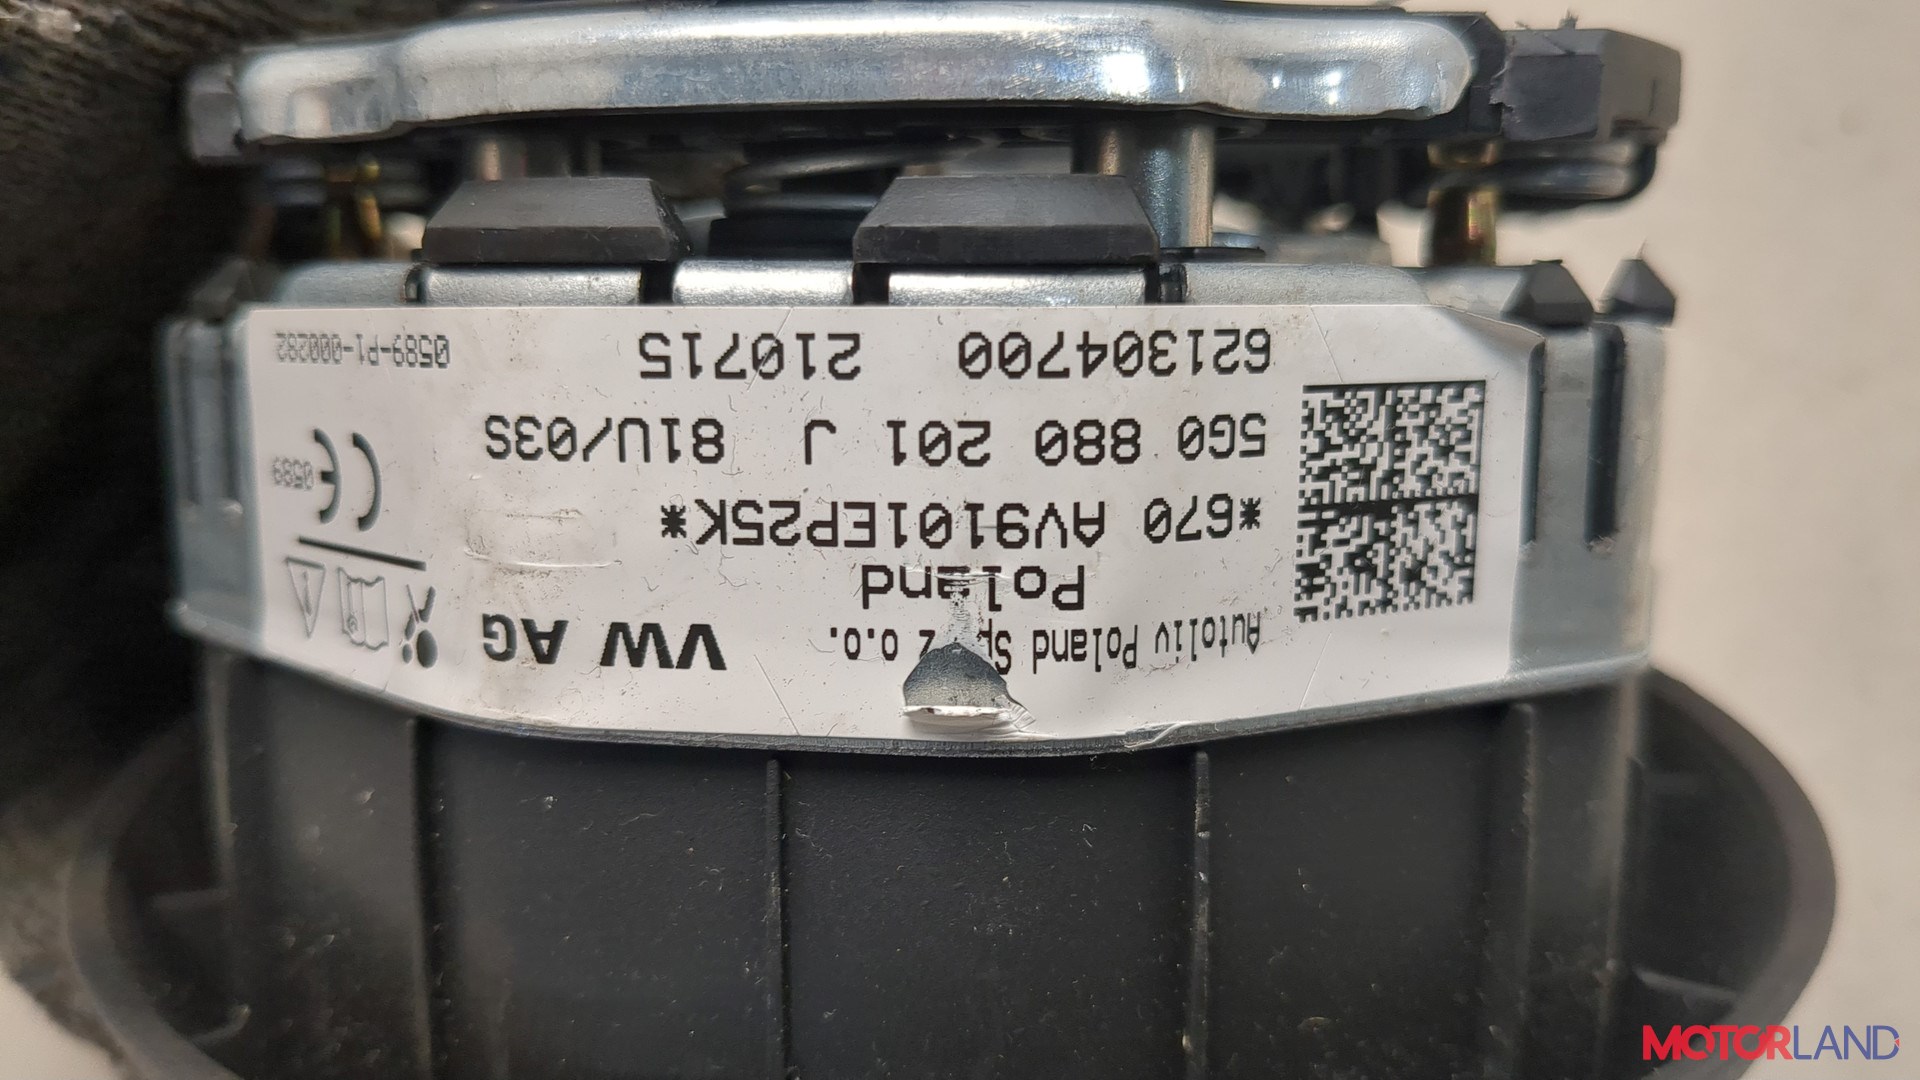 Autoliv Poland Sp z o.o. VW AG
Poland
*670 AV9101EP25K*
5G0 880 201 J 81U/03S
CE 0589
621304700 210715 0589-P1-000282
MOTORLAND